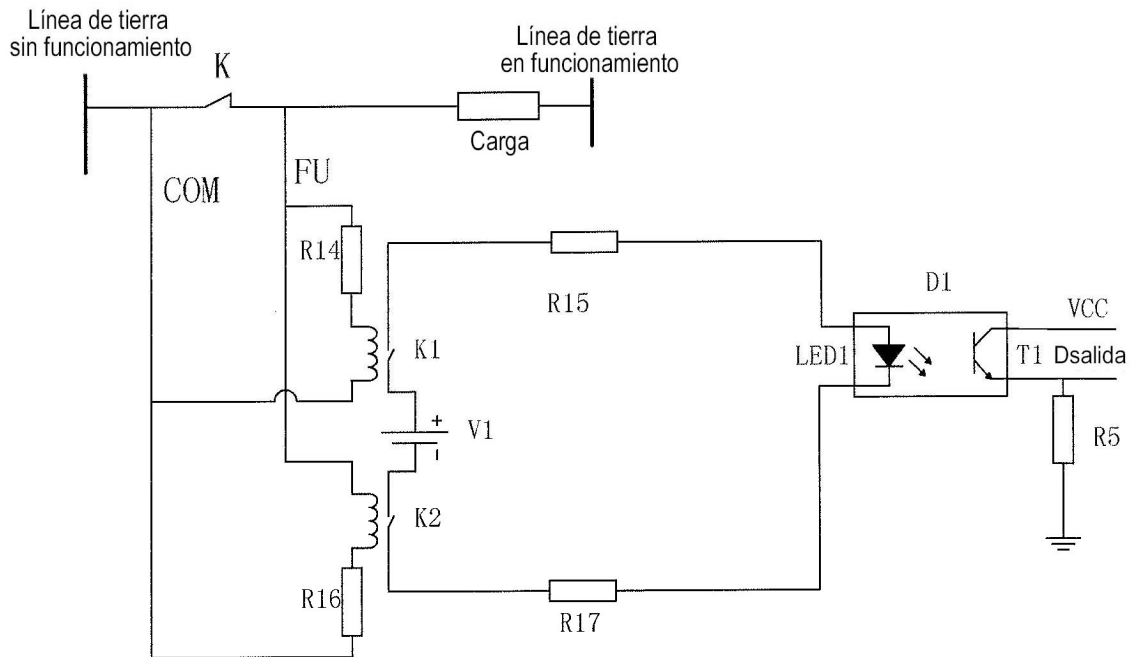 Línea de tierra
sin funcionamiento
K
Línea de tierra
en funcionamiento
Carga
COM
FU
R14
R15
D1
VCC
LED1
T1 Dsalida
K1
+
V1
-
R5
K2
R16
R17